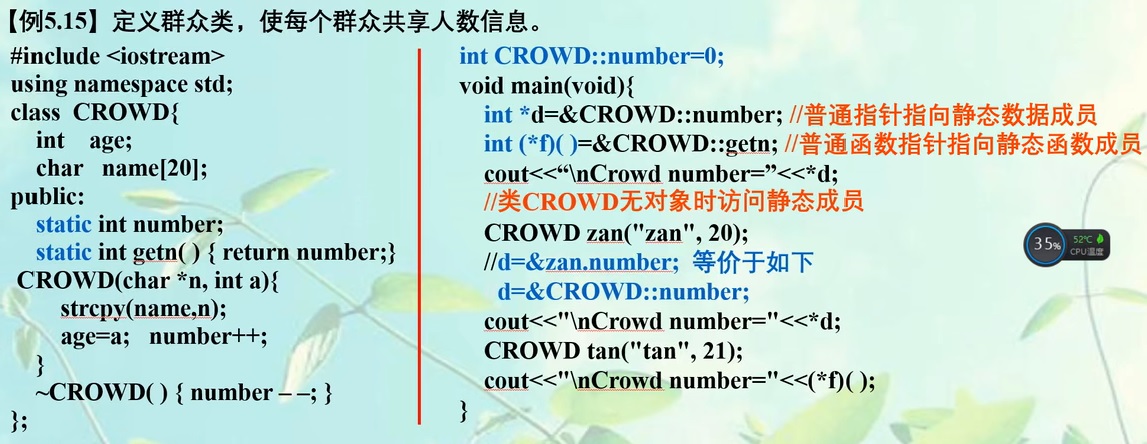 【例5.15】定义群众类，使每个群众共享人数信息。
#include <iostream>
using namespace std;
class CROWD{
int age;
char name[20];
public:
static int number;
static int getn( ) { return number;}
CROWD(char *n, int a){
strcpy(name,n);
age=a; number++;
}
~CROWD( ) { number – –; }
};
int CROWD::number=0;
void main(void){
int *d=&CROWD::number; //普通指针指向静态数据成员
int (*f)( )=&CROWD::getn; //普通函数指针指向静态函数成员
cout<<“\nCrowd number=”<<*d;
//类CROWD无对象时访问静态成员
CROWD zan("zan", 20);
//d=&zan.number; 等价于如下
d=&CROWD::number;
cout<<"\nCrowd number="<<*d;
CROWD tan("tan", 21);
cout<<"\nCrowd number="<<(*f)( );
}
35%
52℃
CPU温度